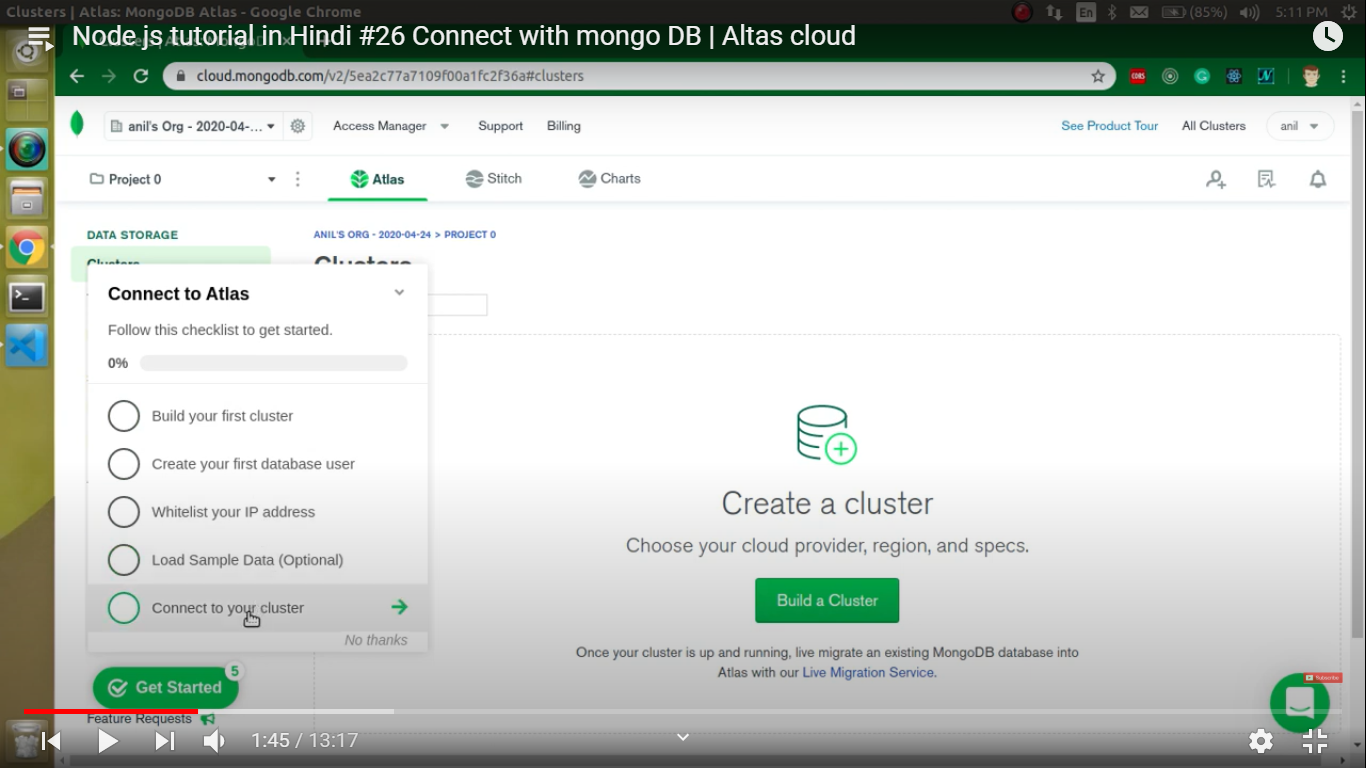 Clusters | Atlas: MongoDB Atlas - Google Chrome
En
(85%)
5:11 PM
Node js tutorial in Hindi #26 Connect with mongo DB | Altas cloud
cloud.mongodb.com/v2/5ea2c77a7109f00a1fc2f36a#clusters
CORS
anil's Org - 2020-04-...
Access Manager
Support
Billing
See Product Tour
All Clusters
anil
Project 0
Atlas
Stitch
Charts
DATA STORAGE
ANIL'S ORG - 2020-04-24 > PROJECT 0
Clusters
Clusters
Connect to Atlas
Follow this checklist to get started.
0%
Build your first cluster
Create your first database user
Whitelist your IP address
Load Sample Data (Optional)
Connect to your cluster
No thanks
Create a cluster
Choose your cloud provider, region, and specs.
Build a Cluster
Once your cluster is up and running, live migrate an existing MongoDB database into
Atlas with our Live Migration Service.
Get Started
5
Subscribe
Feature Requests
1:45 / 13:17